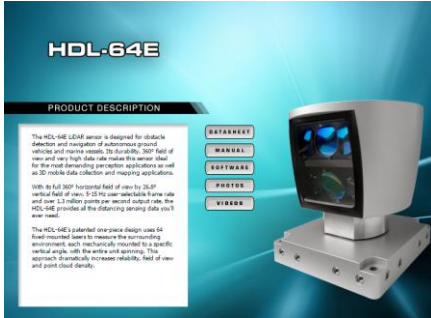 HDL-64E
PRODUCT DESCRIPTION
The HDL-64E LiDAR sensor is designed for obstacle
detection and navigation of autonomous ground
vehicles and marine vessels. Its durability, 360° field of
view and very high data rate makes this sensor ideal
for the most demanding perception applications as well
as 3D mobile data collection and mapping applications.
With its full 360° horizontal field of view by 26.8°
vertical field of view, 5-15 Hz user-selectable frame rate
and over 1.3 million points per second output rate, the
HDL-64E provides all the distancing sensing data you'll
ever need.
The HDL-64E's patented one-piece design uses 64
fixed-mounted lasers to measure the surrounding
environment, each mechanically mounted to a specific
vertical angle, with the entire unit spinning. This
approach dramatically increases reliability, field of view
and point cloud density.
DATASHEET
MANUAL
SOFTWARE
PHOTOS
VIDEOS